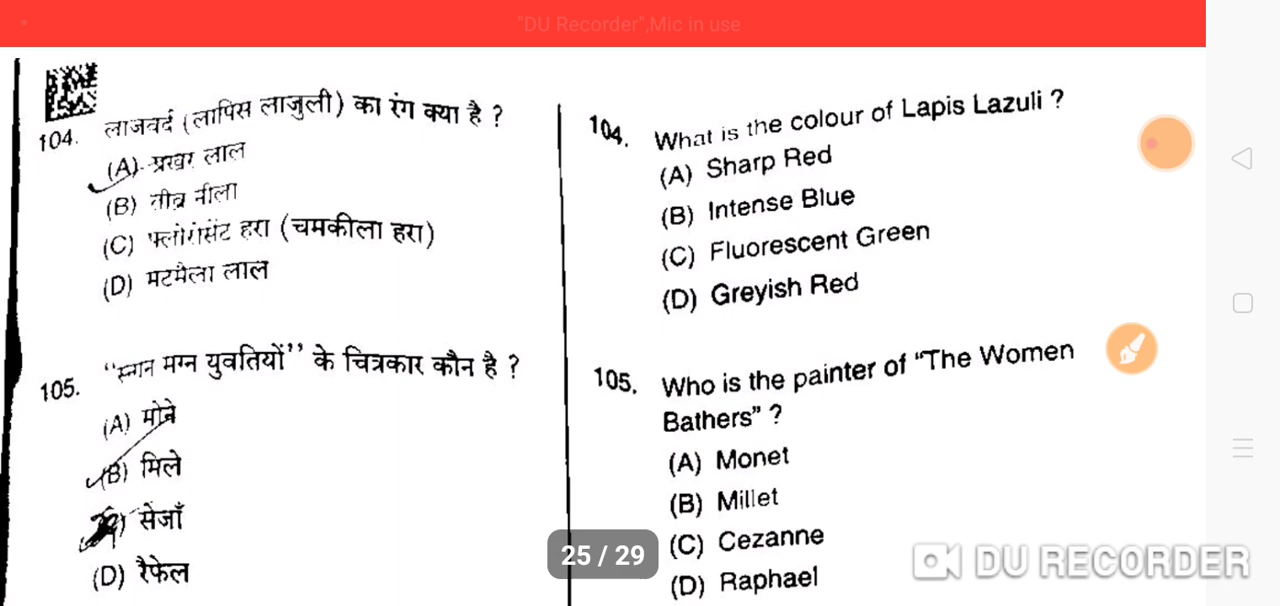 "DU Recorder",Mic in use
104. लाजवर्द (लापिस लाजुली) का रंग क्या है ?
(A) प्रखर लाल
(B) तीव्र नीला
(C) फ्लोरोसेंट हरा (चमकीला हरा)
(D) मटमैला लाल
105. “स्नान मग्न युवतियों’’ के चित्रकार कौन है ?
(A) मोने
(B) मिले
सेजाँ
(D) रैफेल
104. What is the colour of Lapis Lazuli ?
(A) Sharp Red
(B) Intense Blue
(C) Fluorescent Green
(D) Greyish Red
105. Who is the painter of “The Women
Bathers” ?
(A) Monet
(B) Millet
(C) Cezanne
(D) Raphael
25 / 29
DU RECORDER